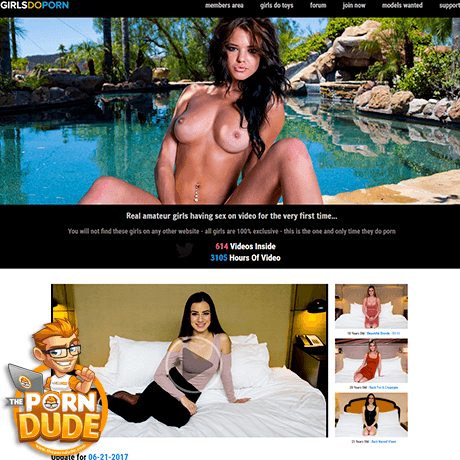 GIRLSDOPORN
members area girls do toys forum join now models wanted support
Real amateur girls having sex on video for the very first time...
You will not find these girls on any other website - all girls are 100% exclusive - this is the one and only time they do porn
614 Videos Inside
3105 Hours Of Video
THE
PORN
DUDE
Update for 06-21-2017